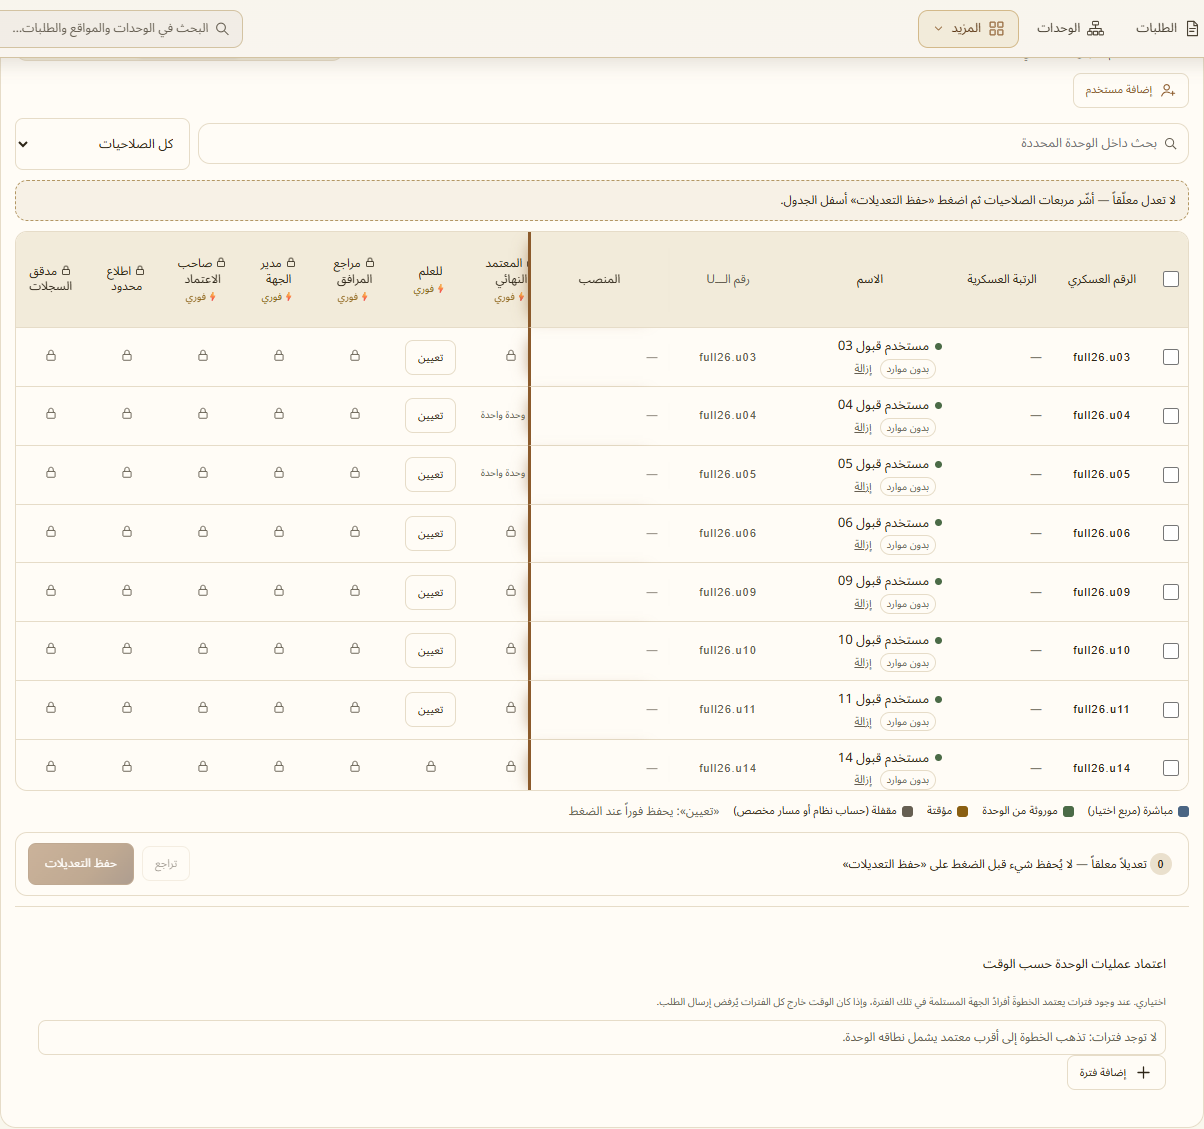 الطلبات
الوحدات
المزيد
البحث في الوحدات والمواقع والطلبات...
إضافة مستخدم
بحث داخل الوحدة المحددة
كل الصلاحيات
لا تعدل معلّقاً — أشّر مربعات الصلاحيات ثم اضغط «حفظ التعديلات» أسفل الجدول.
الرقم العسكري
الرتبة العسكرية
الاسم
رقم الـــU
المنصب
المعتمد النهائي
فوري
للعلم
فوري
مراجع المرافق
فوري
مدير الجهة
فوري
صاحب الاعتماد
فوري
اطلاع محدود
مدقق السجلات
full26.u03 — مستخدم قبول 03 full26.u03 — تعيين
بدون موارد إزالة
full26.u04 — مستخدم قبول 04 full26.u04 — وحدة واحدة تعيين
بدون موارد إزالة
full26.u05 — مستخدم قبول 05 full26.u05 — وحدة واحدة تعيين
بدون موارد إزالة
full26.u06 — مستخدم قبول 06 full26.u06 — تعيين
بدون موارد إزالة
full26.u09 — مستخدم قبول 09 full26.u09 — تعيين
بدون موارد إزالة
full26.u10 — مستخدم قبول 10 full26.u10 — تعيين
بدون موارد إزالة
full26.u11 — مستخدم قبول 11 full26.u11 — تعيين
بدون موارد إزالة
full26.u14 — مستخدم قبول 14 full26.u14 —
بدون موارد إزالة
مباشرة (مربع اختيار) موروثة من الوحدة مؤقتة مقفلة (حساب نظام أو مسار مخصص) «تعيين»: يحفظ فوراً عند الضغط
0 تعديلاً معلقاً — لا يُحفظ شيء قبل الضغط على «حفظ التعديلات»
تراجع
حفظ التعديلات
اعتماد عمليات الوحدة حسب الوقت
اختياري. عند وجود فترات يعتمد الخطوةَ أفرادُ الجهة المستلمة في تلك الفترة، وإذا كان الوقت خارج كل الفترات يُرفض إرسال الطلب.
لا توجد فترات: تذهب الخطوة إلى أقرب معتمد يشمل نطاقه الوحدة.
إضافة فترة